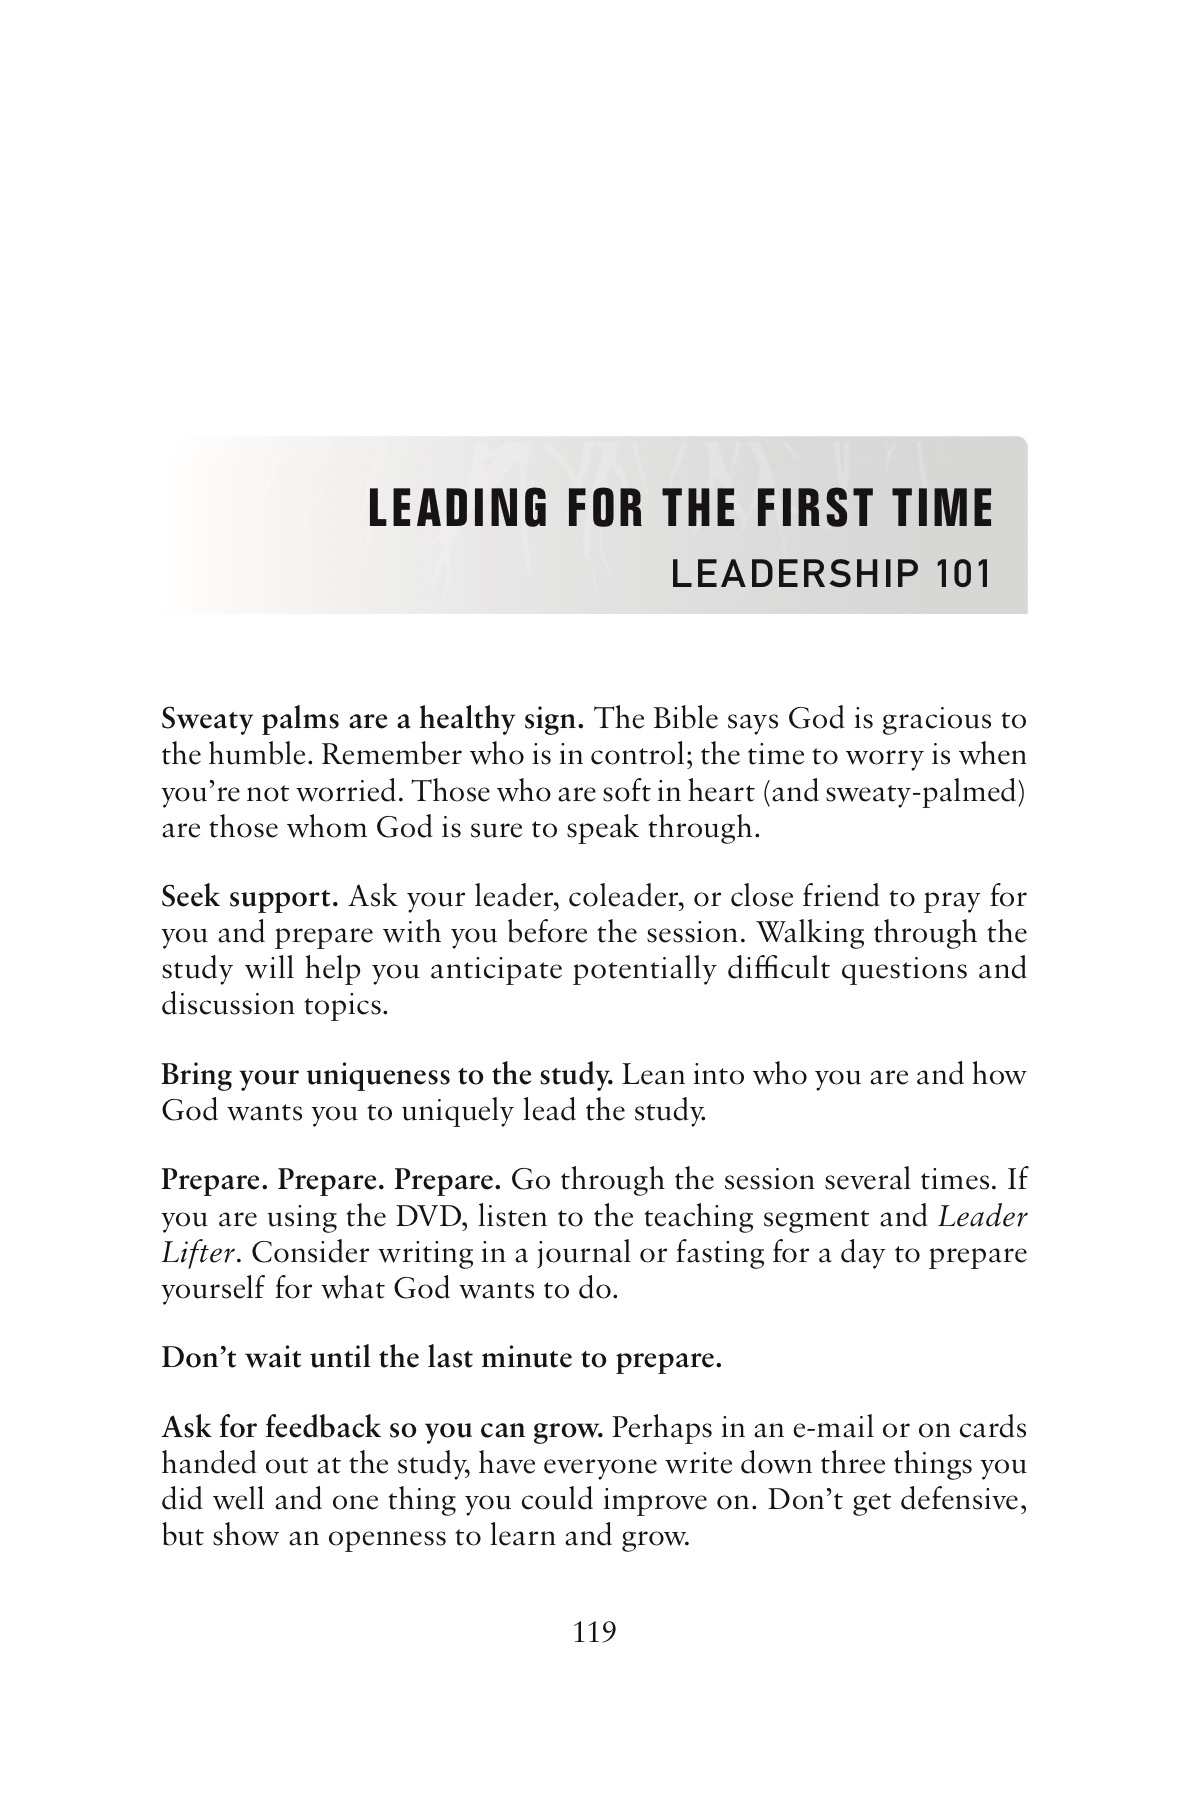 LEADING FOR THE FIRST TIME
LEADERSHIP 101
Sweaty palms are a healthy sign. The Bible says God is gracious to
the humble. Remember who is in control; the time to worry is when
you’re not worried. Those who are soft in heart (and sweaty-palmed)
are those whom God is sure to speak through.
Seek support. Ask your leader, coleader, or close friend to pray for
you and prepare with you before the session. Walking through the
study will help you anticipate potentially difficult questions and
discussion topics.
Bring your uniqueness to the study. Lean into who you are and how
God wants you to uniquely lead the study.
Prepare. Prepare. Prepare. Go through the session several times. If
you are using the DVD, listen to the teaching segment and Leader
Lifter. Consider writing in a journal or fasting for a day to prepare
yourself for what God wants to do.
Don’t wait until the last minute to prepare.
Ask for feedback so you can grow. Perhaps in an e-mail or on cards
handed out at the study, have everyone write down three things you
did well and one thing you could improve on. Don’t get defensive,
but show an openness to learn and grow.
119